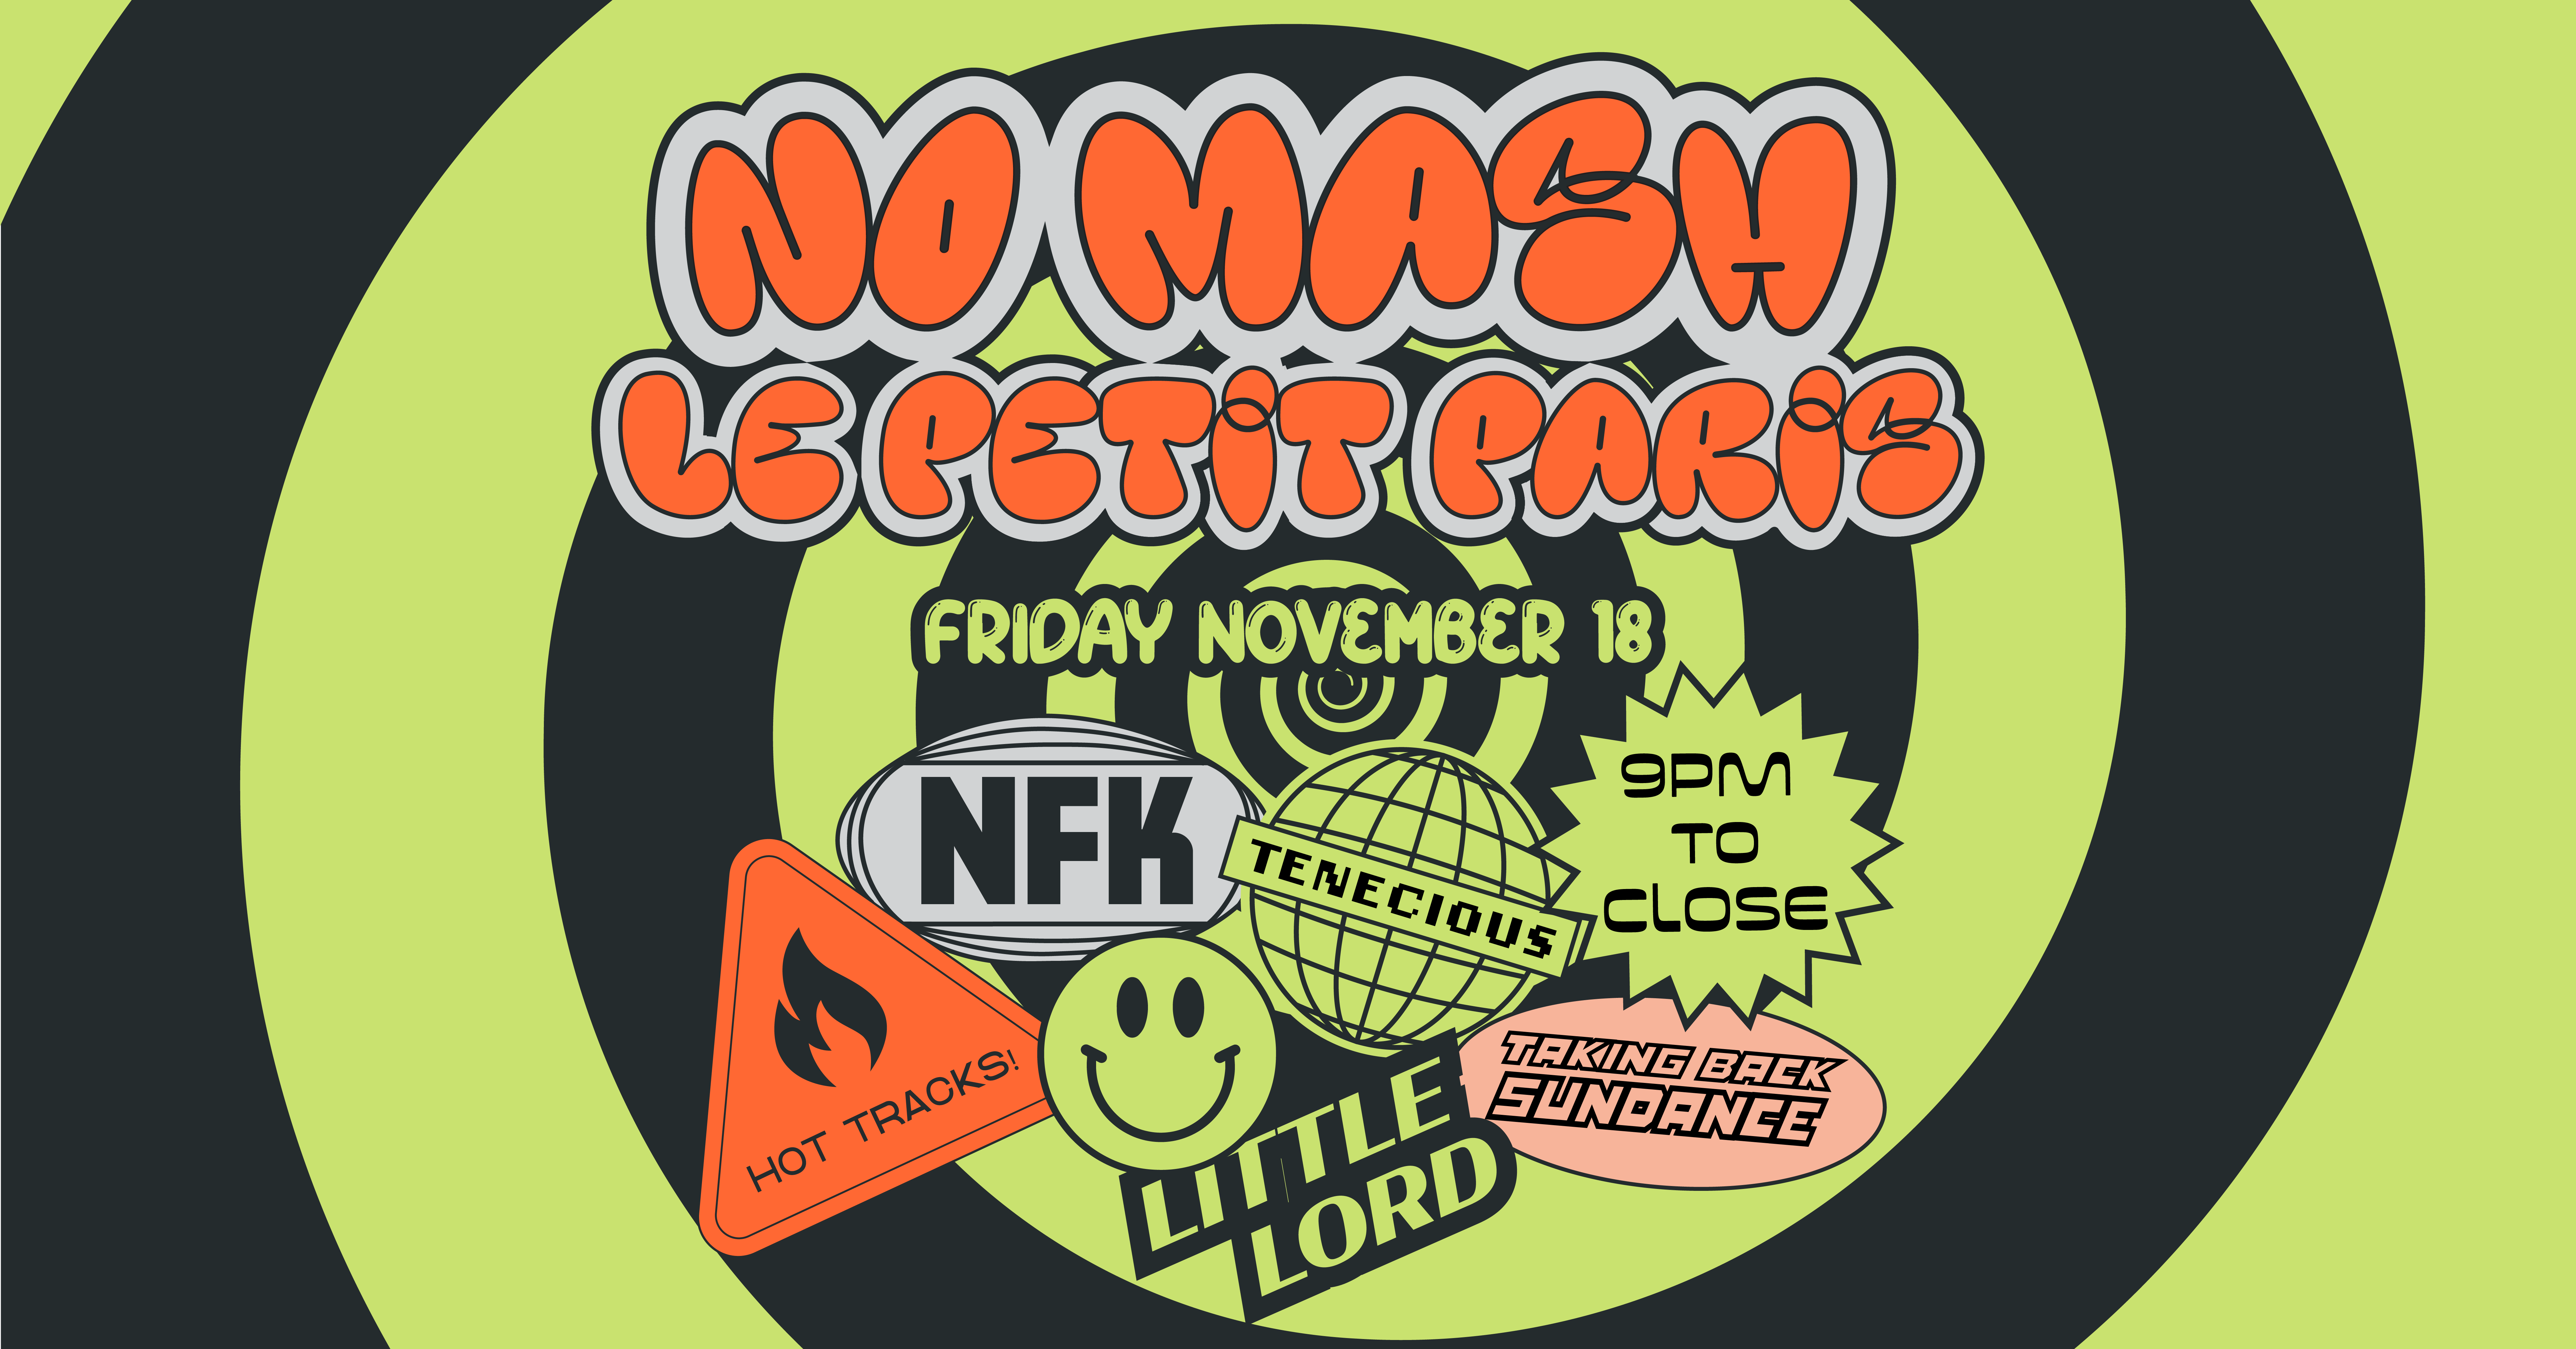 NO MASH
LE PETiT PARiS
FRIDAY NOVEMBER 18
NFK
TENECIOUS
9PM
TO
CLOSE
HOT TRACKS!
TAKING BACK
SUNDANCE
LITTLE
LORD